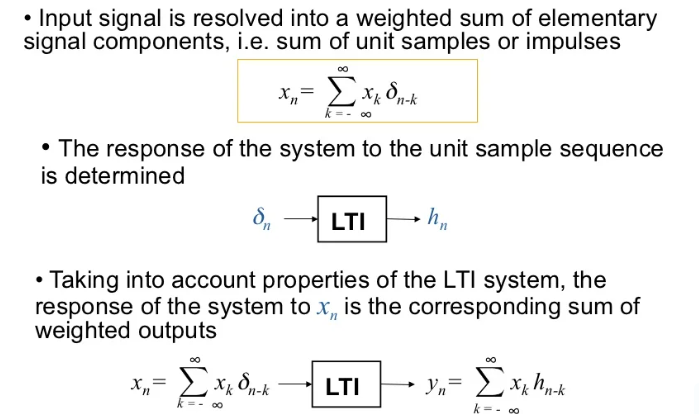 • Input signal is resolved into a weighted sum of elementary
signal components, i.e. sum of unit samples or impulses
xₙ= ∑_{k = - ∞}^{∞} xₖ δₙ₋ₖ
• The response of the system to the unit sample sequence
is determined
δₙ → LTI → hₙ
• Taking into account properties of the LTI system, the
response of the system to xₙ is the corresponding sum of
weighted outputs
xₙ= ∑_{k = - ∞}^{∞} xₖ δₙ₋ₖ → LTI → yₙ= ∑_{k = - ∞}^{∞} xₖ hₙ₋ₖ